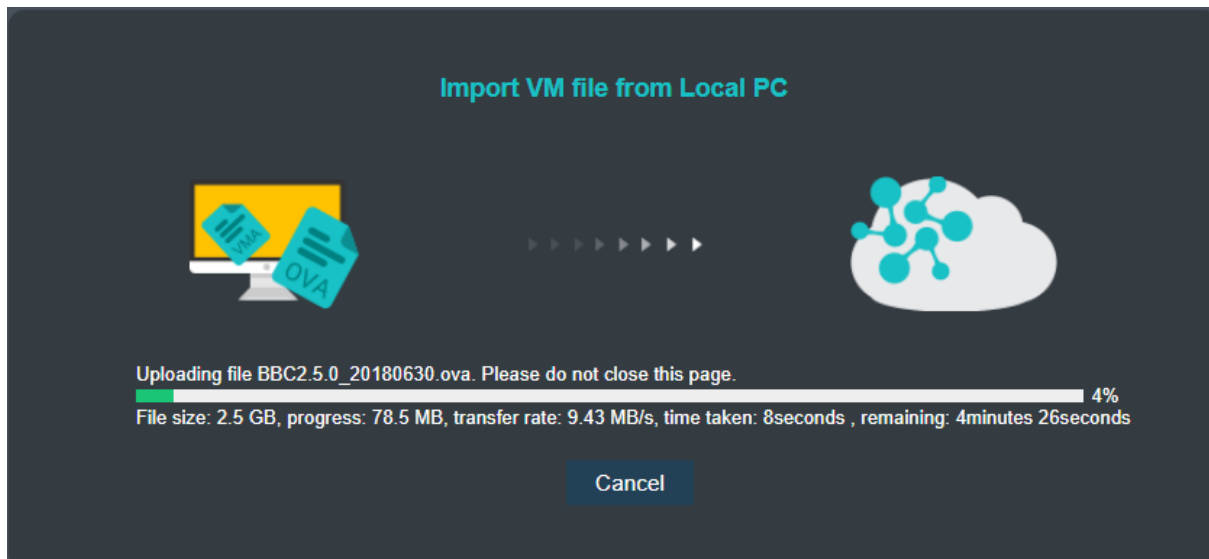 Import VM file from Local PC
VMA
OVA
Uploading file BBC2.5.0_20180630.ova. Please do not close this page.
4%
File size: 2.5 GB, progress: 78.5 MB, transfer rate: 9.43 MB/s, time taken: 8seconds , remaining: 4minutes 26seconds
Cancel